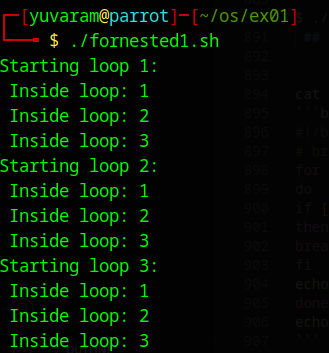 ┌─[yuvaram@parrot]─[~/os/ex01]
└──╼ $ ./fornested1.sh
Starting loop 1:
 Inside loop: 1
 Inside loop: 2
 Inside loop: 3
Starting loop 2:
 Inside loop: 1
 Inside loop: 2
 Inside loop: 3
Starting loop 3:
 Inside loop: 1
 Inside loop: 2
 Inside loop: 3